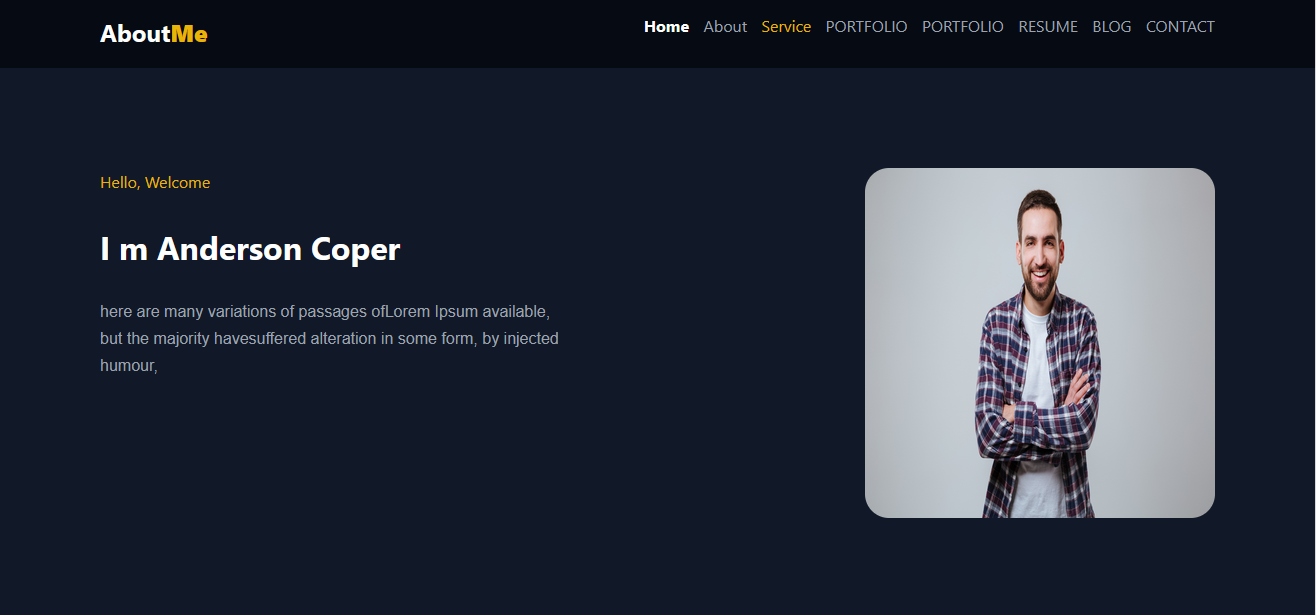 AboutMe
Home About Service PORTFOLIO PORTFOLIO RESUME BLOG CONTACT
Hello, Welcome
I m Anderson Coper
here are many variations of passages ofLorem Ipsum available,
but the majority havesuffered alteration in some form, by injected
humour,